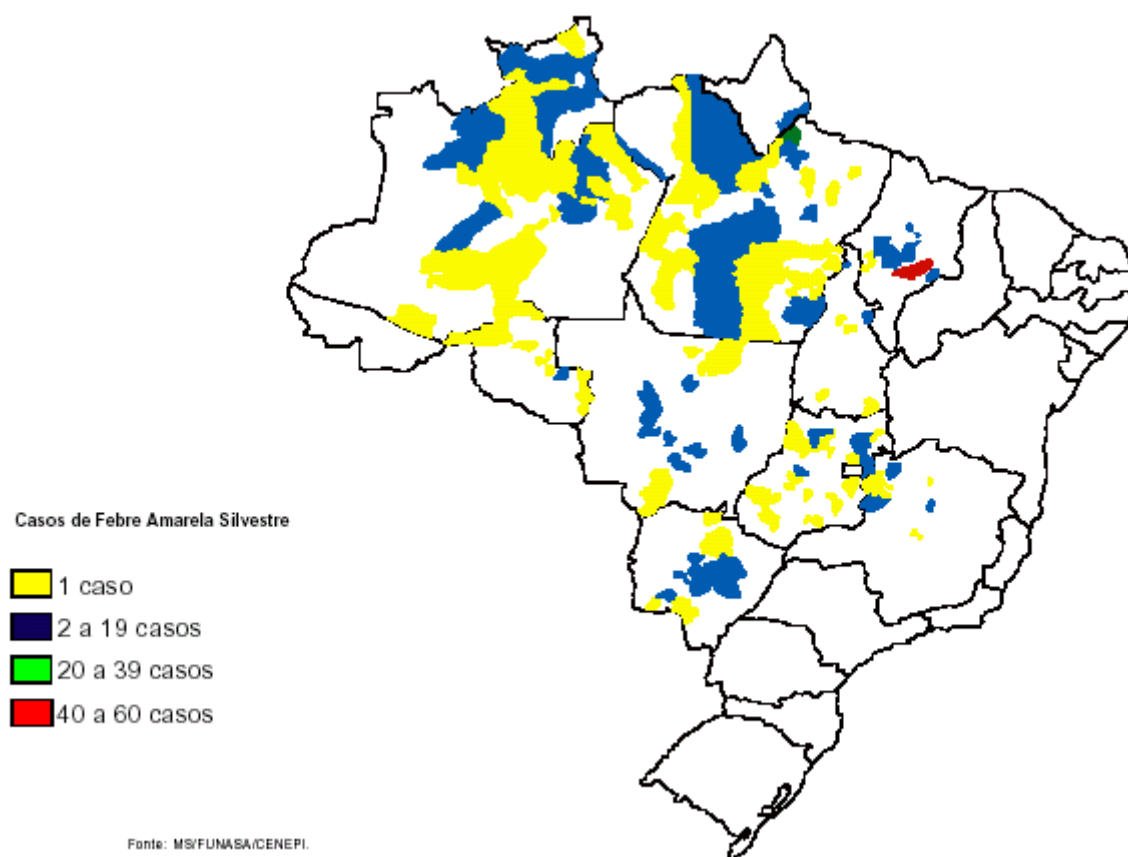 Casos de Febre Amarela Silvestre
1 caso
2 a 19 casos
20 a 39 casos
40 a 60 casos
Fonte: MS/FUNASA/CENEPI.